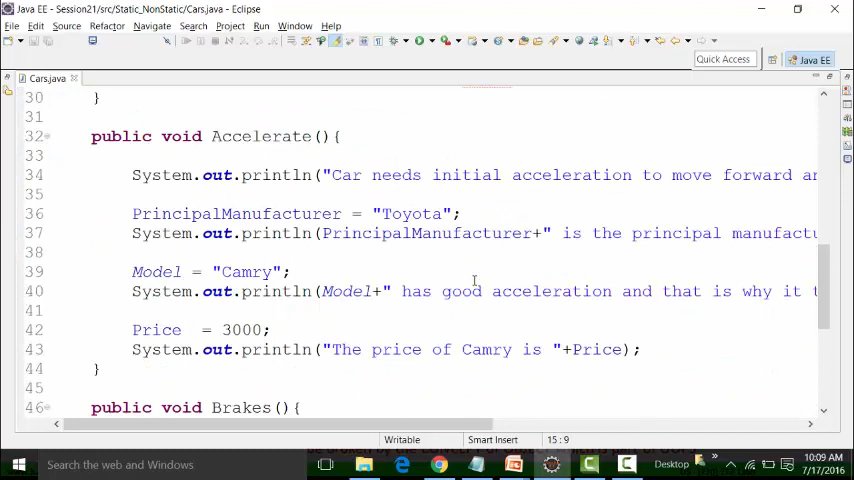 Java EE - Session21/src/Static_NonStatic/Cars.java - Eclipse
File Edit Source Refactor Navigate Search Project Run Window Help
Quick Access Java EE
Cars.java
30 }
31
32 public void Accelerate(){
33
34 System.out.println("Car needs initial acceleration to move forward an
35
36 PrincipalManufacturer = "Toyota";
37 System.out.println(PrincipalManufacturer+" is the principal manufactu
38
39 Model = "Camry";
40 System.out.println(Model+" has good acceleration and that is why it t
41
42 Price  = 3000;
43 System.out.println("The price of Camry is "+Price);
44 }
45
46 public void Brakes(){
Writable Smart Insert 15 : 9
Search the web and Windows Desktop 10:09 AM
7/17/2016